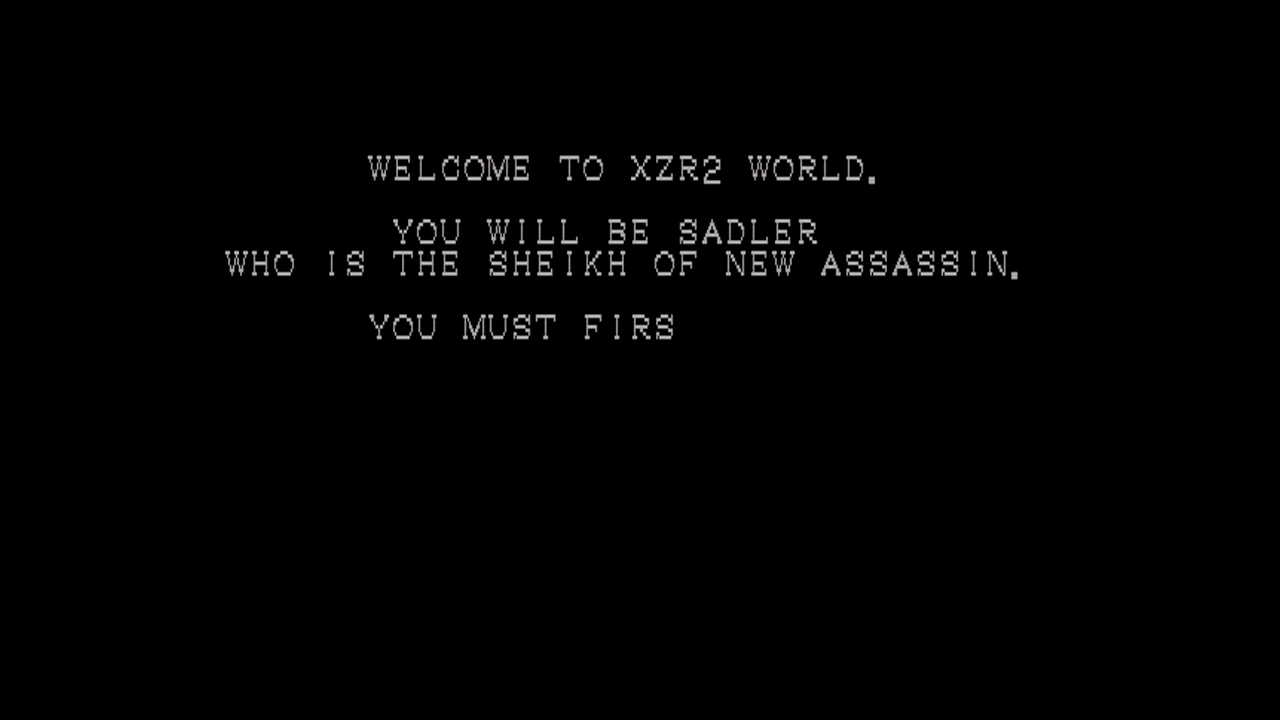 WELCOME TO XZR2 WORLD.
YOU WILL BE SADLER
WHO IS THE SHEIKH OF NEW ASSASSIN.
YOU MUST FIRS